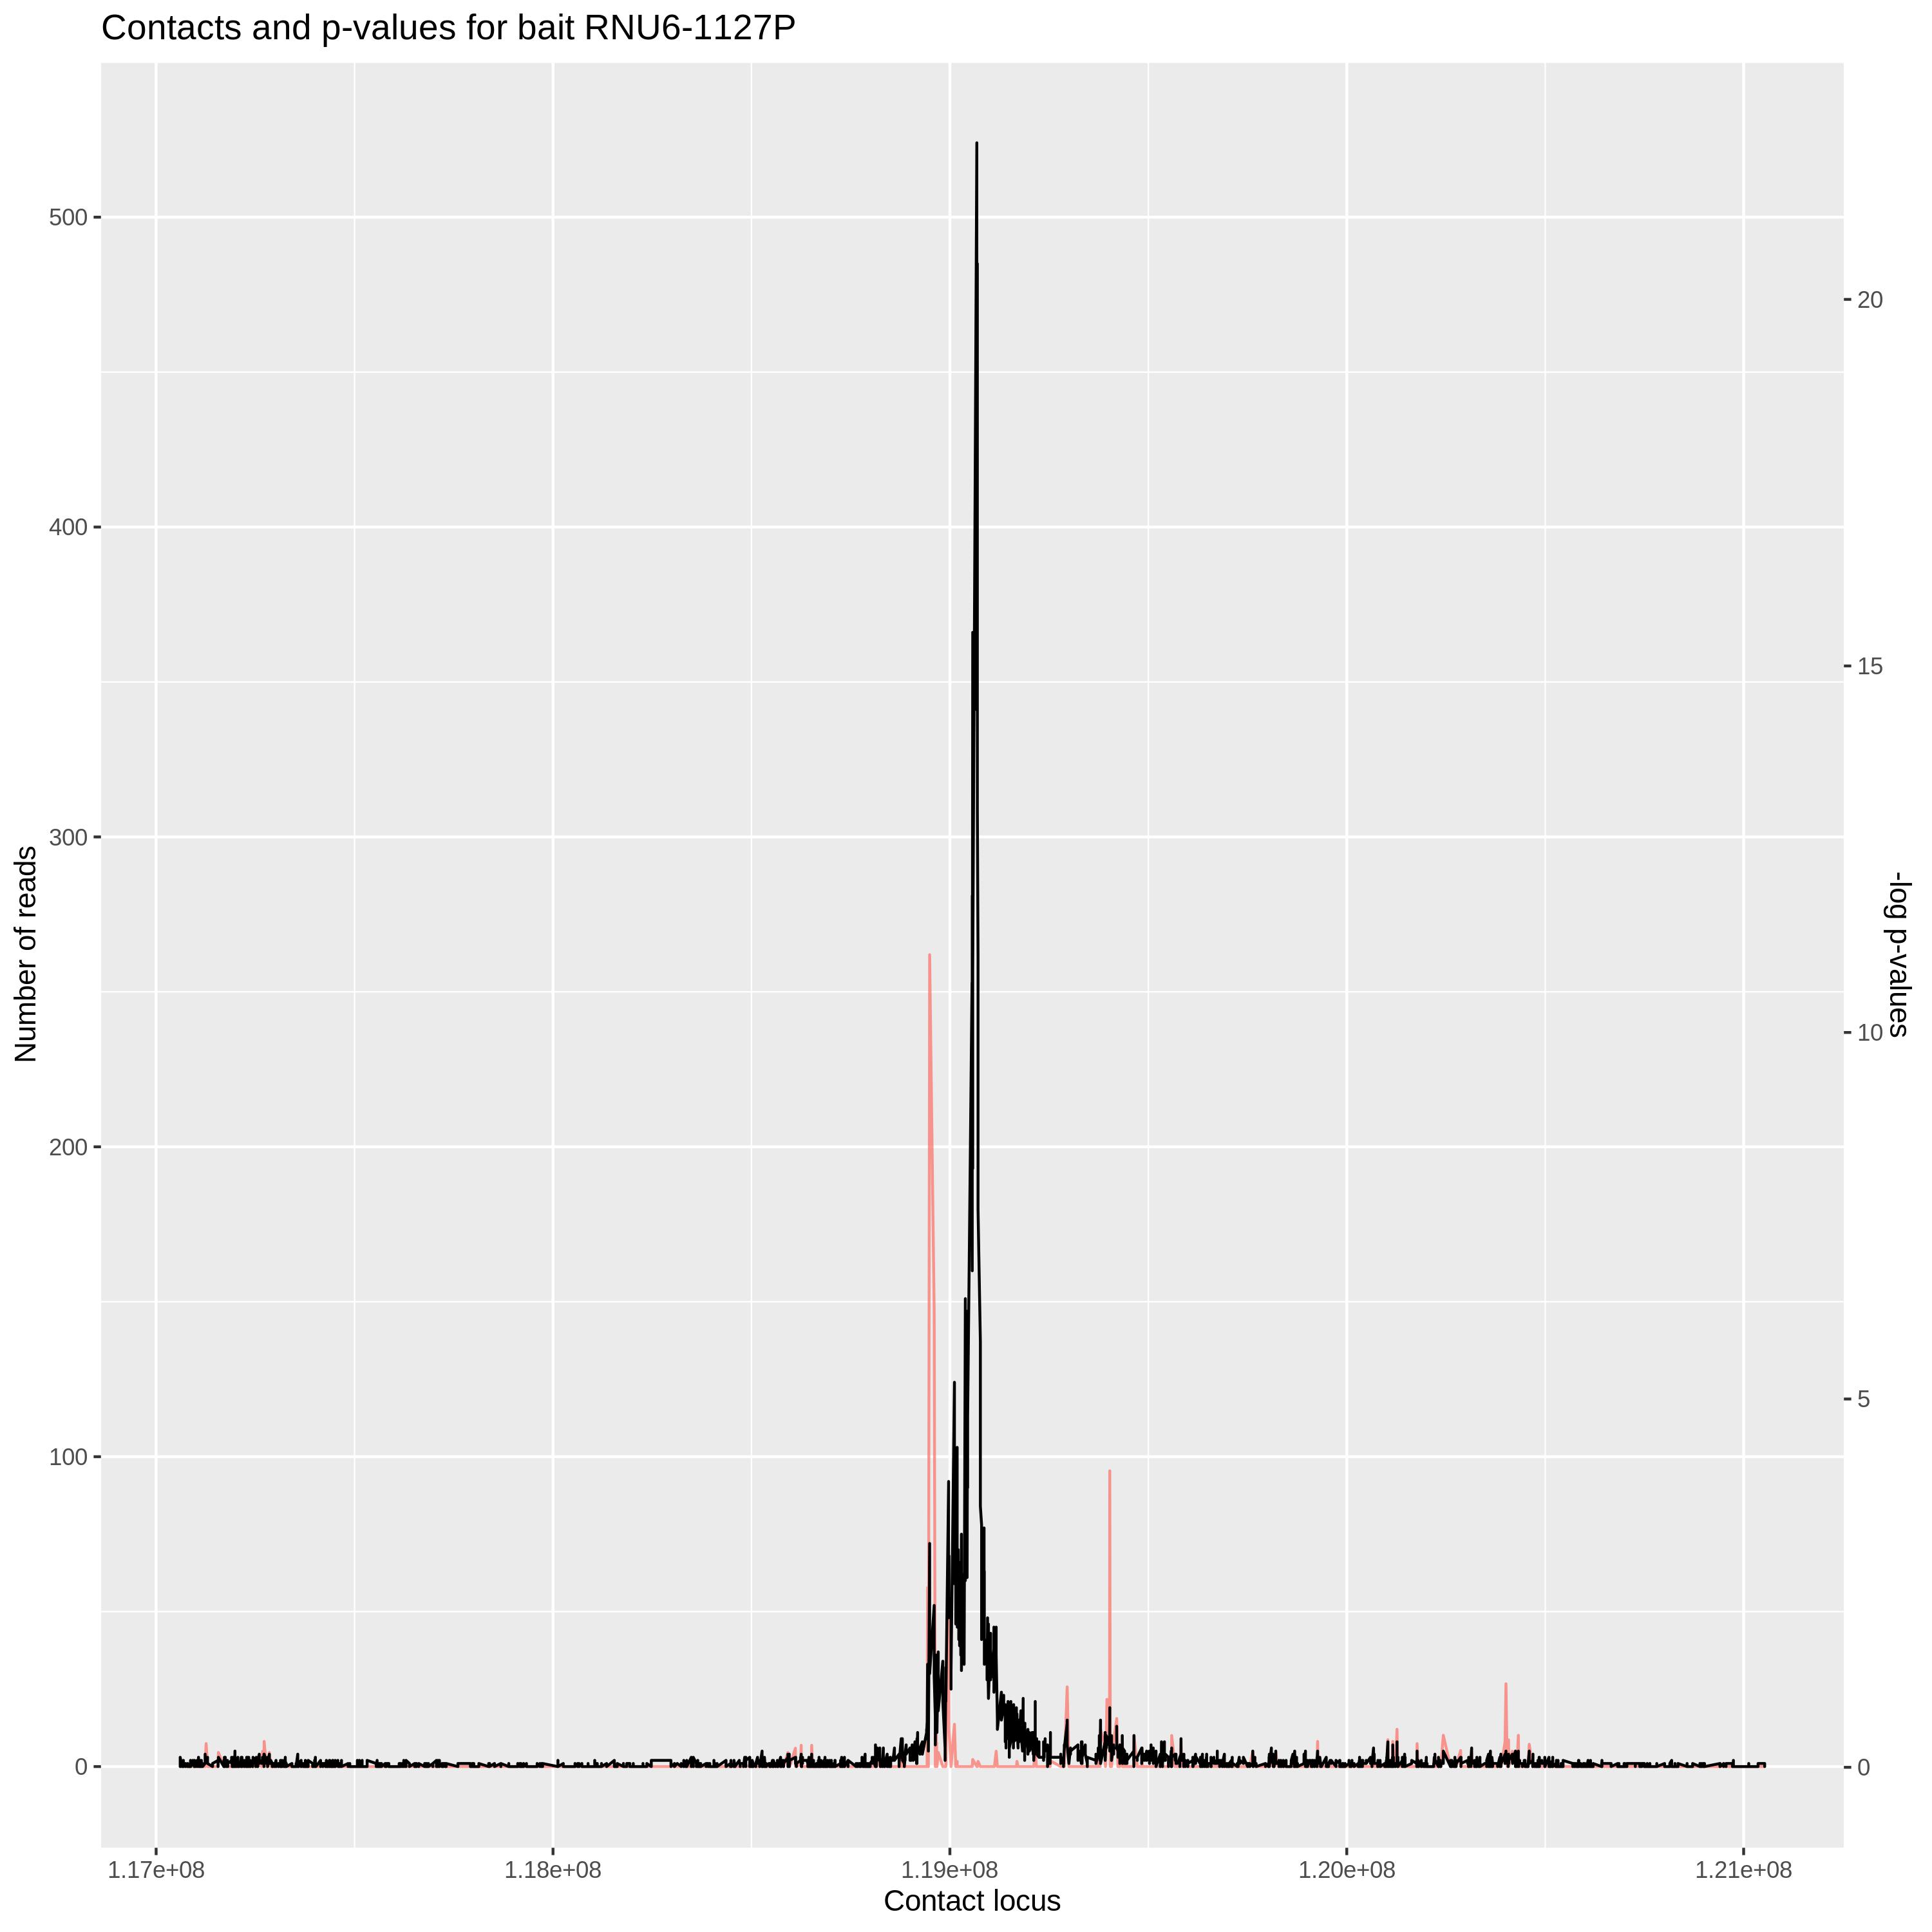 Contacts and p-values for bait RNU6-1127P
500
400
300
200
100
0
Number of reads
20
15
10
5
0
-log p-values
1.17e+08
1.18e+08
1.19e+08
1.20e+08
1.21e+08
Contact locus